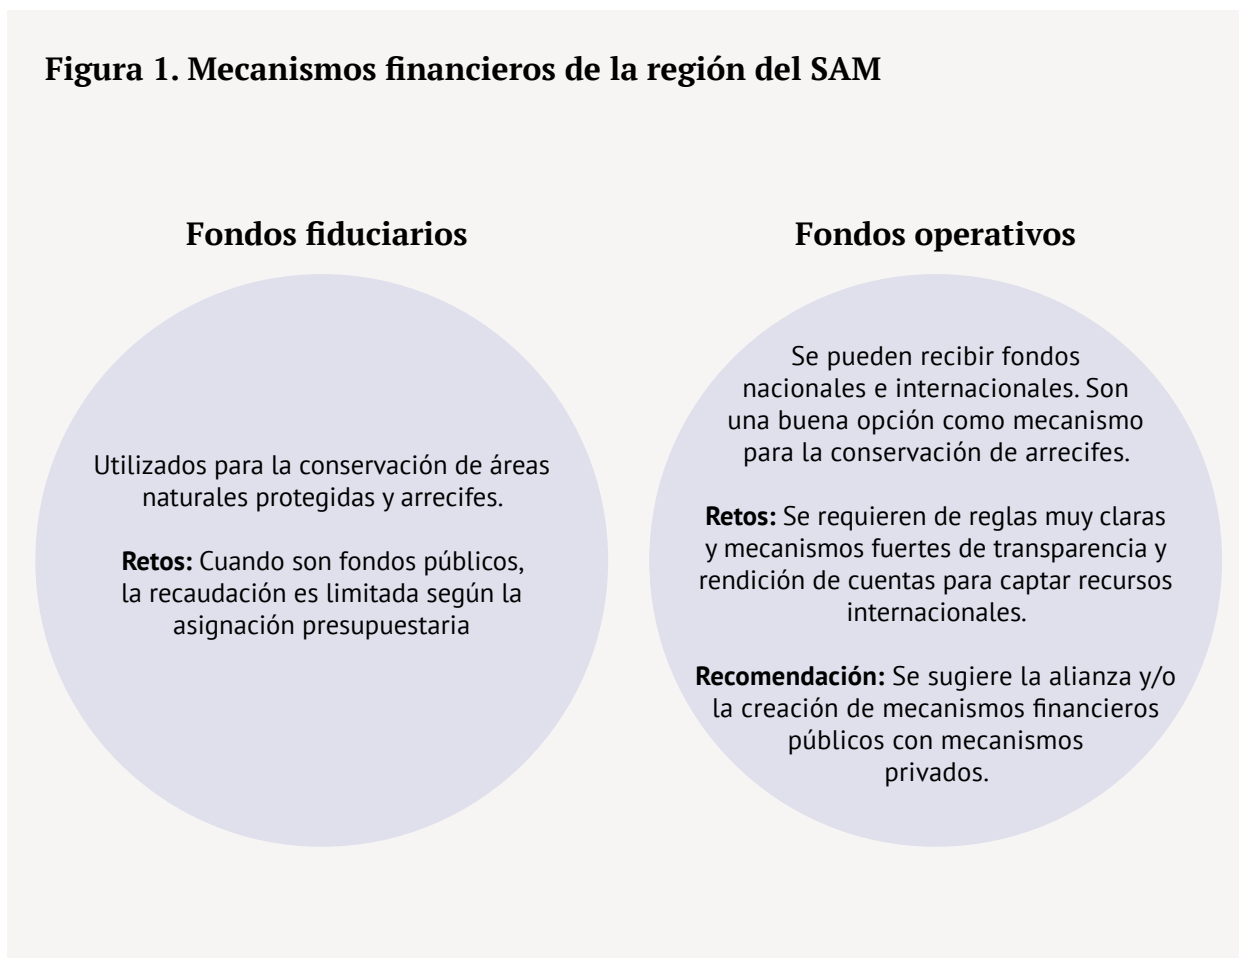 Figura 1. Mecanismos financieros de la región del SAM
Fondos fiduciarios
Utilizados para la conservación de áreas
naturales protegidas y arrecifes.
Retos: Cuando son fondos públicos,
la recaudación es limitada según la
asignación presupuestaria
Fondos operativos
Se pueden recibir fondos
nacionales e internacionales. Son
una buena opción como mecanismo
para la conservación de arrecifes.
Retos: Se requieren de reglas muy claras
y mecanismos fuertes de transparencia y
rendición de cuentas para captar recursos
internacionales.
Recomendación: Se sugiere la alianza y/o
la creación de mecanismos financieros
públicos con mecanismos
privados.